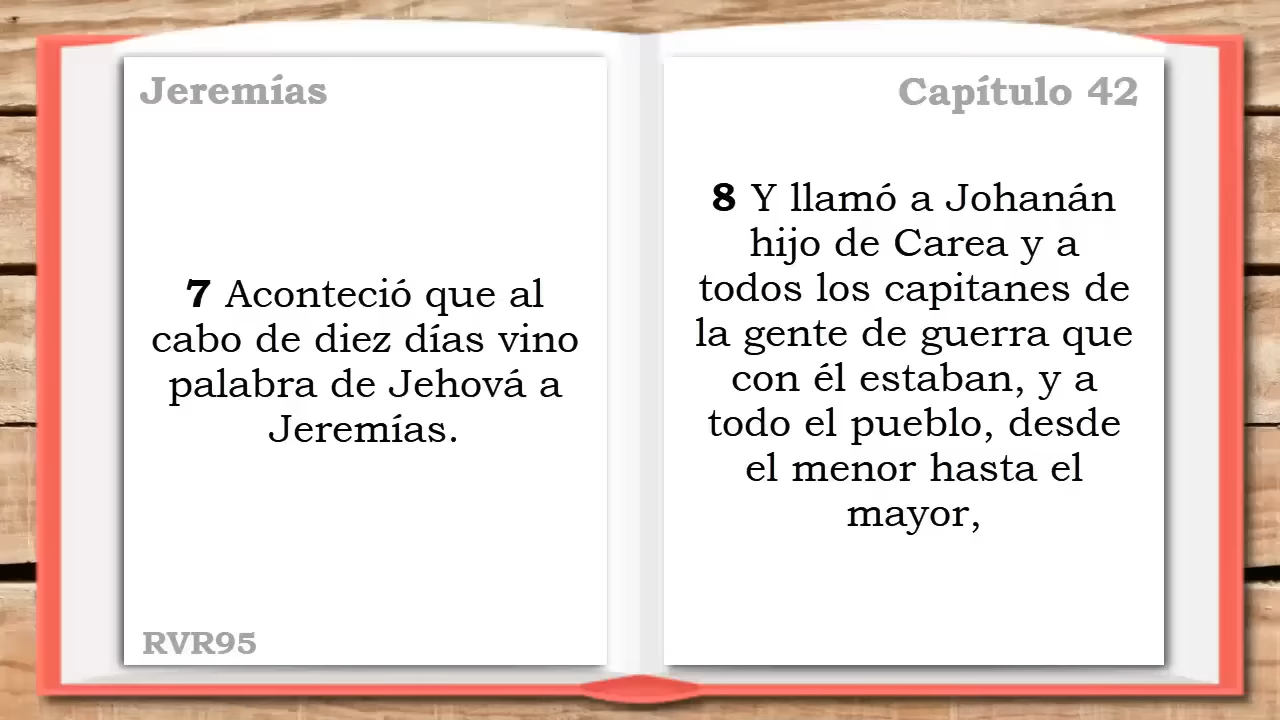 Jeremías
7 Aconteció que al
cabo de diez días vino
palabra de Jehová a
Jeremías.
RVR95
Capítulo 42
8 Y llamó a Johanán
hijo de Carea y a
todos los capitanes de
la gente de guerra que
con él estaban, y a
todo el pueblo, desde
el menor hasta el
mayor,